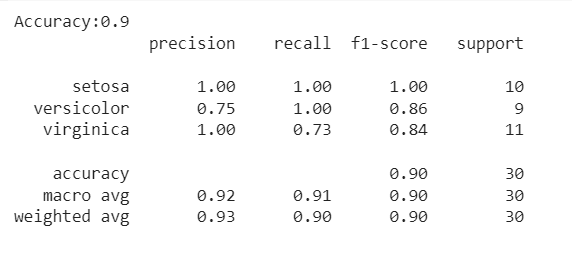 Accuracy:0.9
precision recall f1-score support
setosa 1.00 1.00 1.00 10
versicolor 0.75 1.00 0.86 9
virginica 1.00 0.73 0.84 11
accuracy 0.90 30
macro avg 0.92 0.91 0.90 30
weighted avg 0.93 0.90 0.90 30